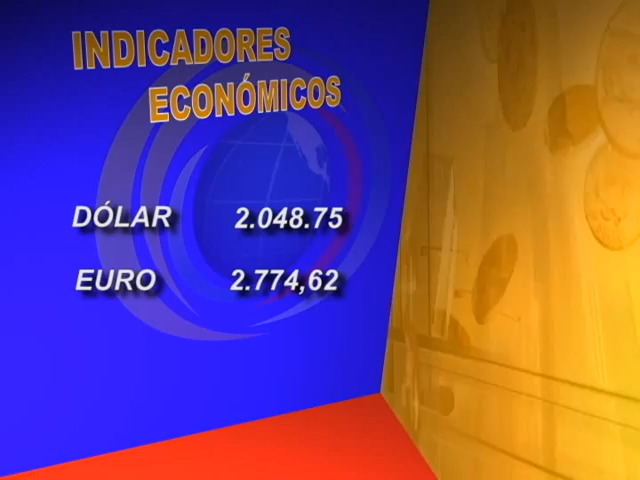 INDICADORES
ECONÓMICOS
DÓLAR 2.048.75
EURO 2.774,62